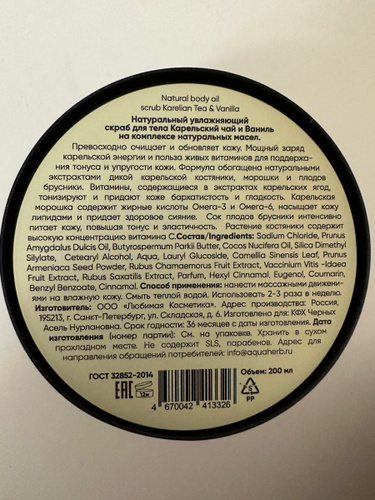 Natural body oil
scrub Karelian Tea & Vanilla
Натуральный увлажняющий
скраб для тела Карельский чай и Ваниль
на комплексе натуральных масел.
Превосходно очищает и обновляет кожу. Мощный заряд
карельской энергии и польза живых витаминов для поддержа-
ния тонуса и упругости кожи. Формула обогащена натуральными
экстрактами дикой карельской костяники, морошки и плодов
брусники. Витамины, содержащиеся в экстрактах карельских ягод,
тонизируют и придают коже бархатистость и гладкость. Карельская
морошка содержит жирные кислоты Омега-3 и Омега-6, насыщает кожу
липидами и придает здоровое сияние. Сок плодов брусники интенсивно
питает кожу, повышая тонус и эластичность. Растение костяники содержит
высокую концентрацию витамина С.Состав/Ingredients: Sodium Chloride, Prunus
Amygdalus Dulcis Oil, Butyrospermum Parkii Butter, Cocos Nucifera Oil, Silica Dimethyl
Silylate, Cetearyl Alcohol, Aqua, Lauryl Glucoside, Camellia Sinensis Leaf, Prunus
Armeniaca Seed Powder, Rubus Chamaemorus Fruit Extract, Vaccinium Vitis -Idaea
Fruit Extract, Rubus Saxatilis Extract, Parfum, Hexyl Cinnamal, Eugenol, Coumarin,
Benzyl Benzoate, Cinnamal. Способ применения: нанести массажными движениями на
влажную кожу. Смыть теплой водой. Использовать 2-3 раза в неделю.
Изготовитель: ООО «Любимая Косметика». Адрес производства: Россия,
195213, г. Санкт-Петербург, ул. Складская, д. 6. Изготовлено для: КФХ Черных
Асель Нурлановна. Срок годности: 36 месяцев с даты изготовления. Дата
изготовления (номер партии): См. на упаковке. Хранить в сухом
прохладном месте. Не содержит SLS, парабенов. Адрес для
направления обращений потребителей: info@aquaherb.ru
ГОСТ 32852-2014
Объем: 200 мл
EAC
12м
PP
4 670042 413326